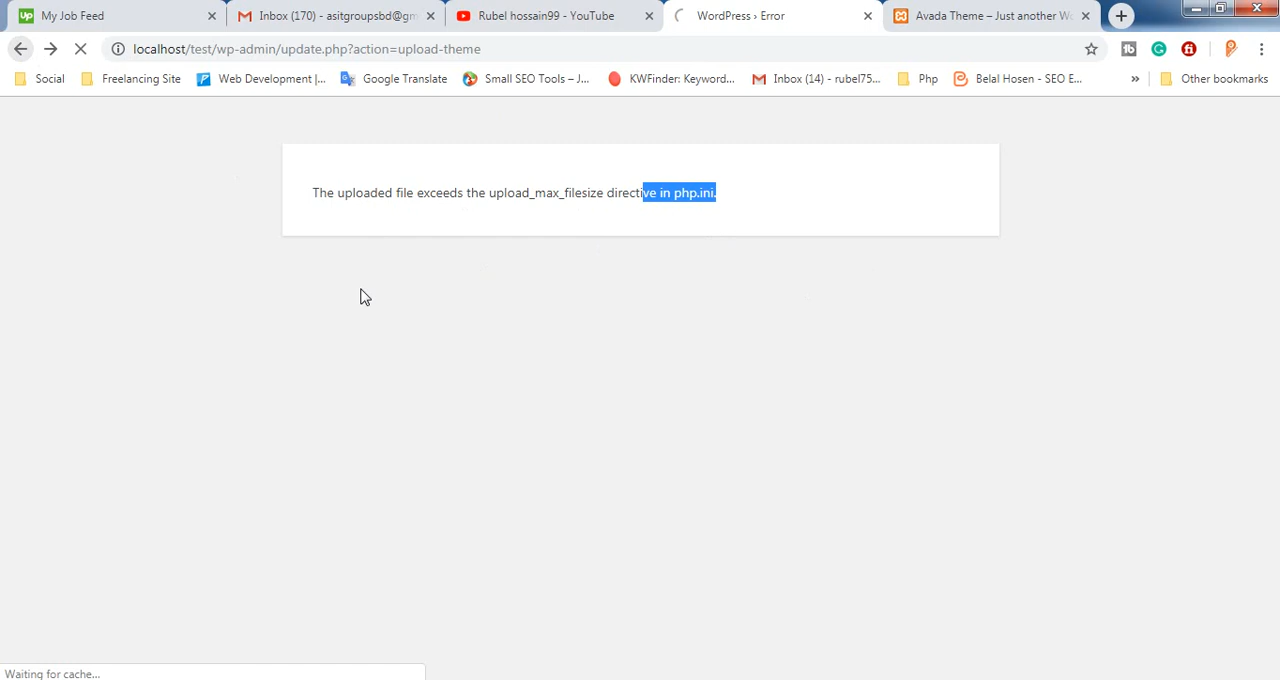 My Job Feed
Inbox (170) - asitgroupsbd@gm
Rubel hossain99 - YouTube
WordPress › Error
Avada Theme – Just another Wo
localhost/test/wp-admin/update.php?action=upload-theme
Social
Freelancing Site
Web Development |...
Google Translate
Small SEO Tools – J...
KWFinder: Keyword...
Inbox (14) - rubel75...
Php
Belal Hosen - SEO E...
»
Other bookmarks
The uploaded file exceeds the upload_max_filesize directive in php.ini.
Waiting for cache...